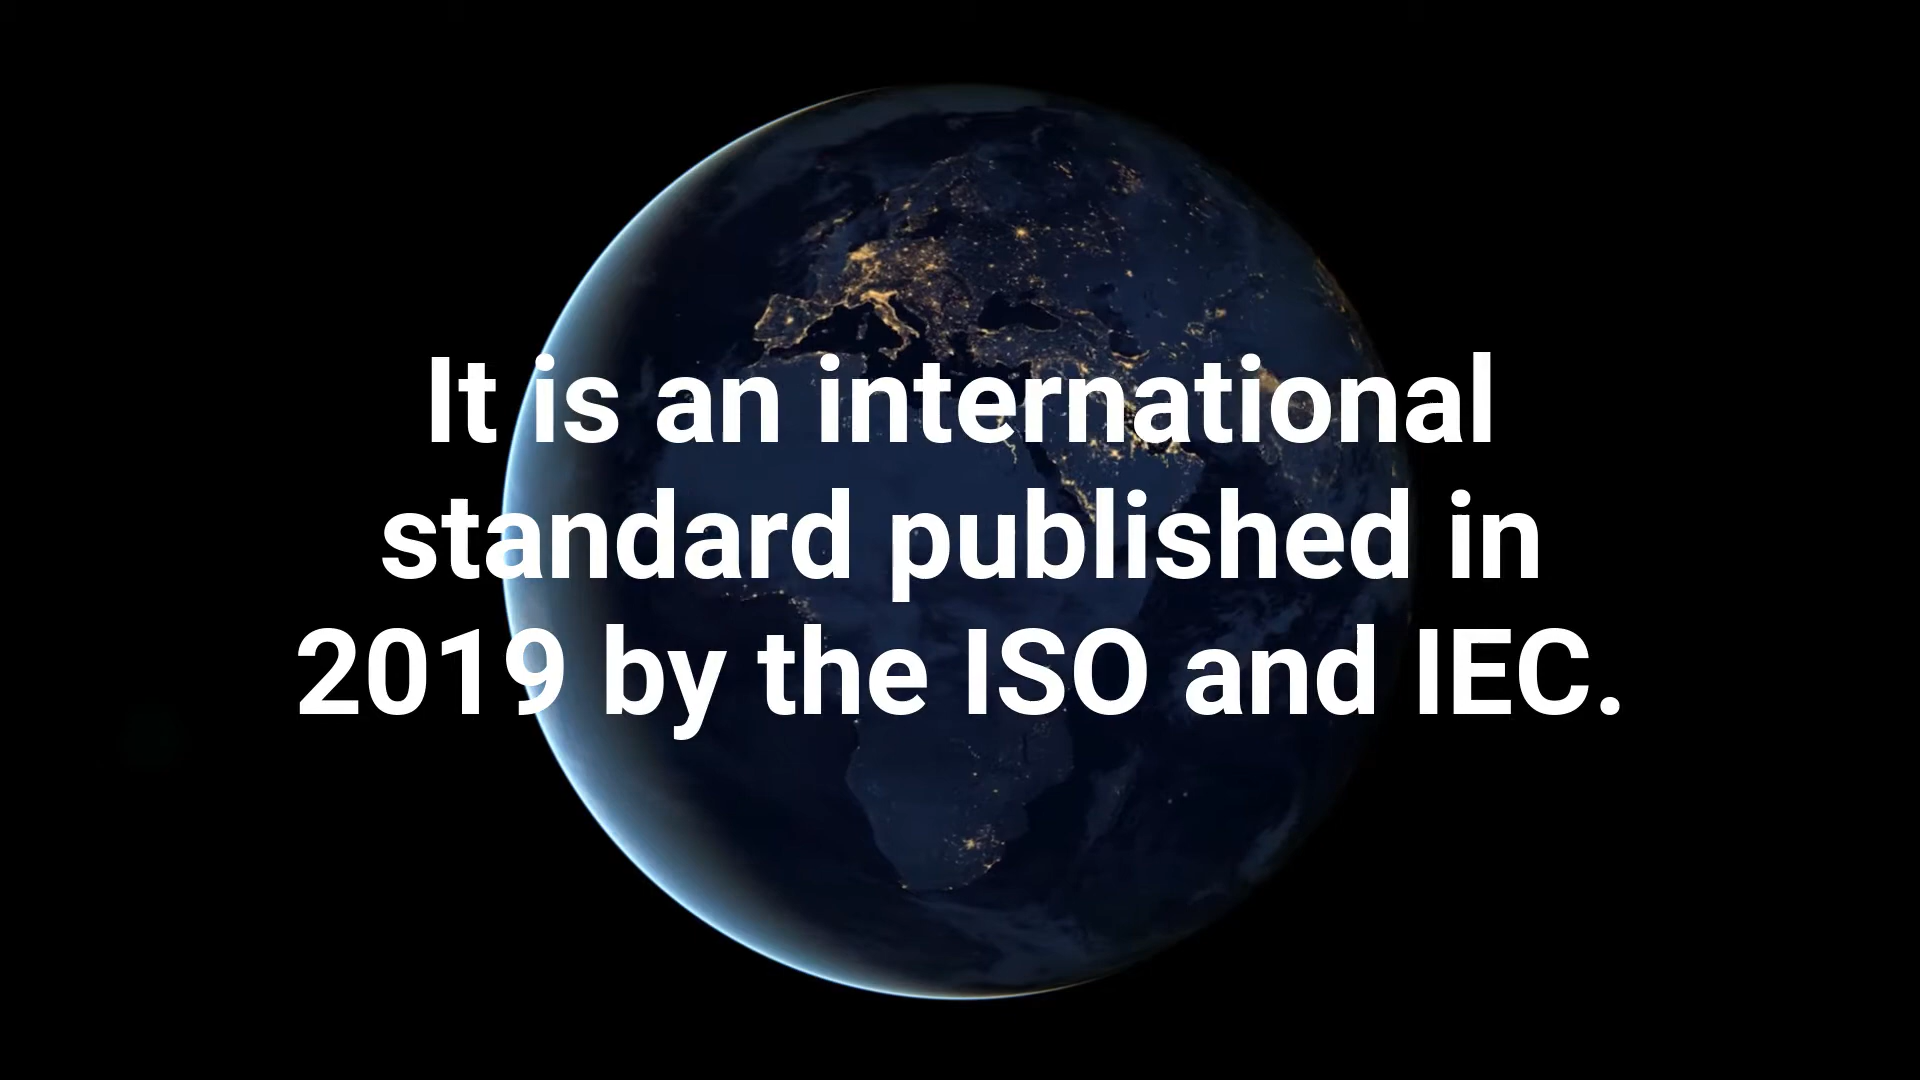 It is an international
standard published in
2019 by the ISO and IEC.